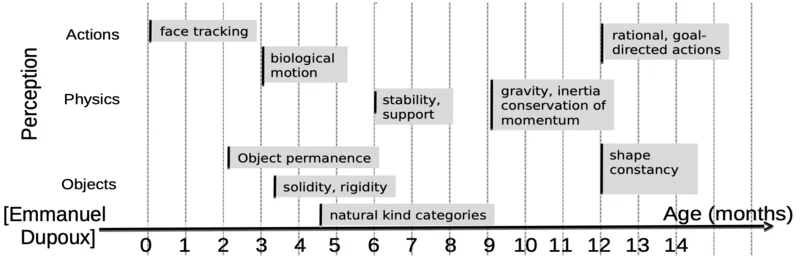 Perception
Actions
Physics
Objects
face tracking
biological
motion
rational, goal-
directed actions
stability,
support
gravity, inertia
conservation of
momentum
Object permanence
solidity, rigidity
natural kind categories
shape
constancy
[Emmanuel
Dupoux]
Age (months)
0 1 2 3 4 5 6 7 8 9 10 11 12 13 14